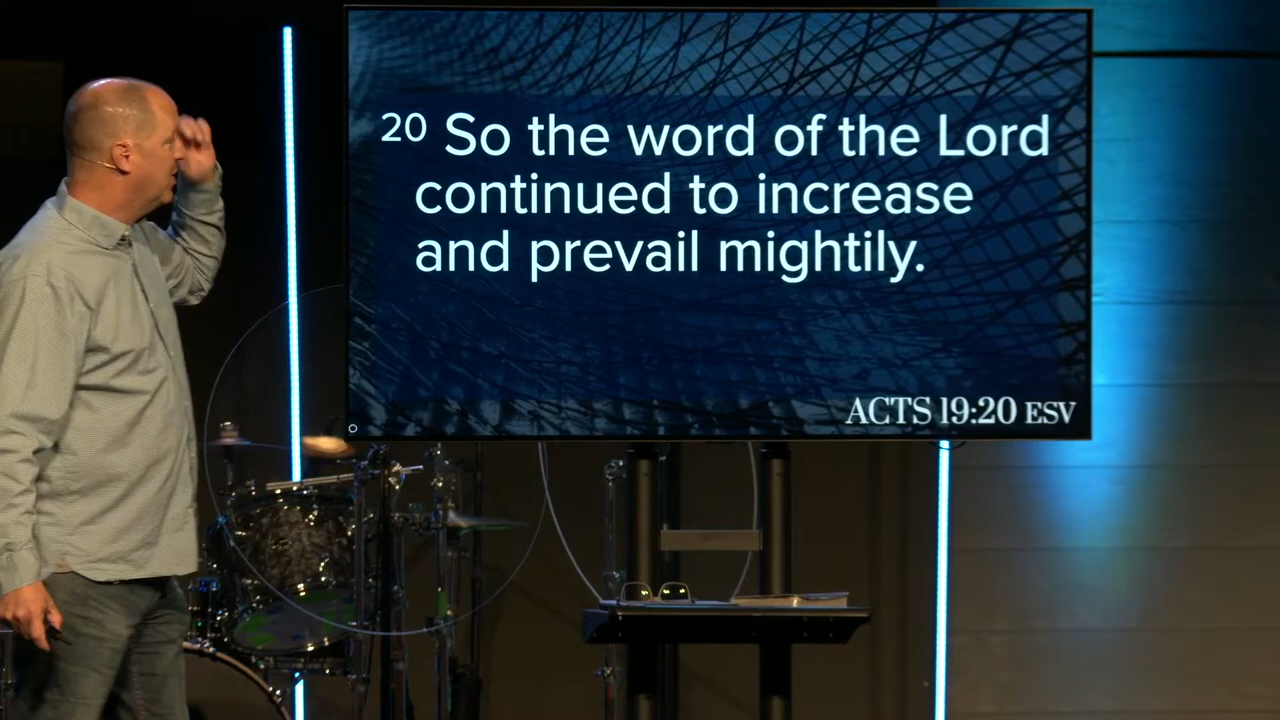 20 So the word of the Lord
continued to increase
and prevail mightily.
ACTS 19:20 ESV